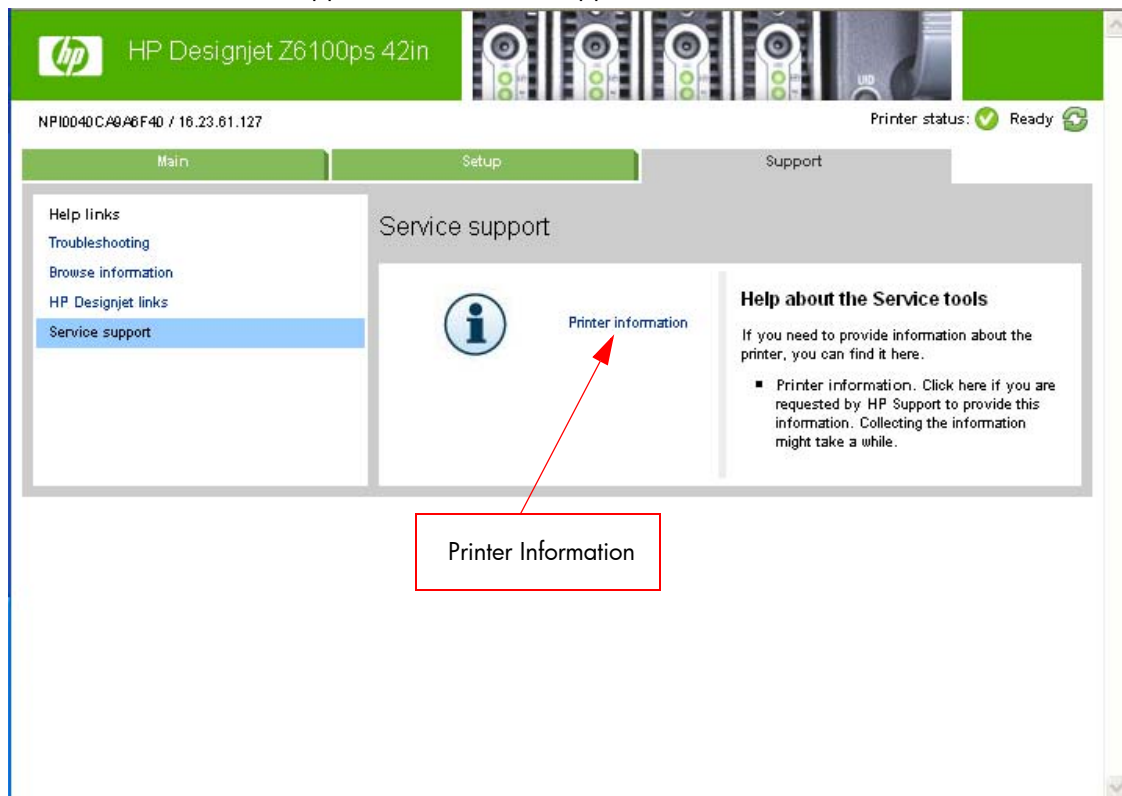 hp
HP Designjet Z6100ps 42in
UID
NPI0040CA9A6F40 / 16.23.61.127
Printer status: Ready
Main
Setup
Support
Help links
Troubleshooting
Browse information
HP Designjet links
Service support
Service support
Printer information
Help about the Service tools
If you need to provide information about the
printer, you can find it here.
■ Printer information. Click here if you are
requested by HP Support to provide this
information. Collecting the information
might take a while.
Printer Information